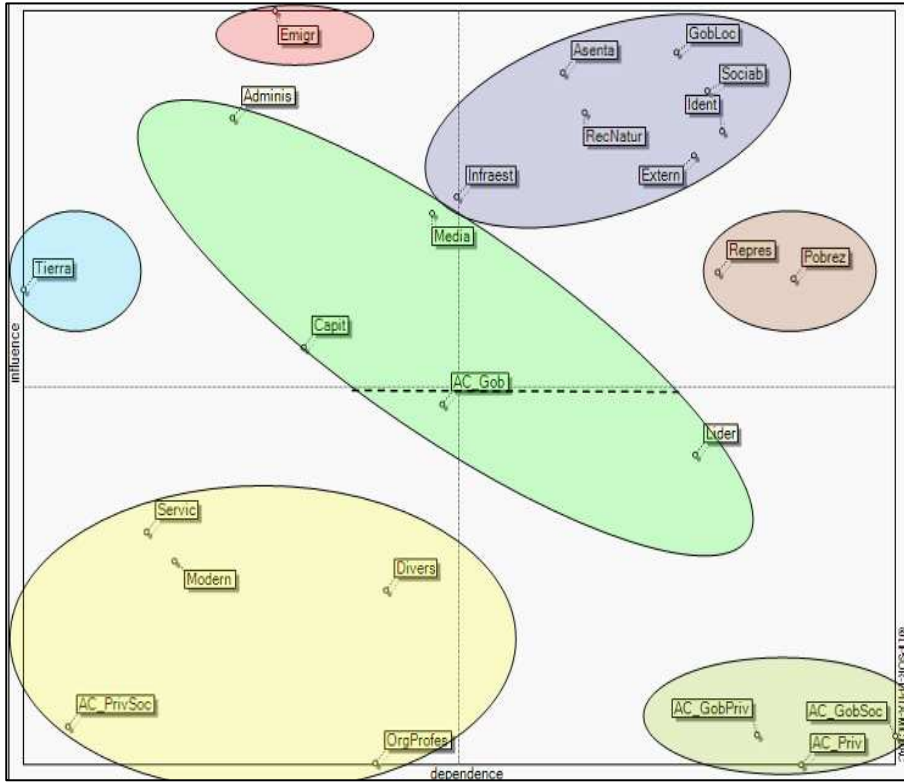 Emigr
GobLoc
Asenta
Sociab
Adminis
Ident
RecNatur
Infraest
Extern
Media
Tierra
Repres
Pobrez
Capit
influence
AC_Gob
Lider
Servic
Modern
Divers
AC_PrivSoc
AC_GobPriv
AC_GobSoc
OrgProfes
AC_Priv
dependence